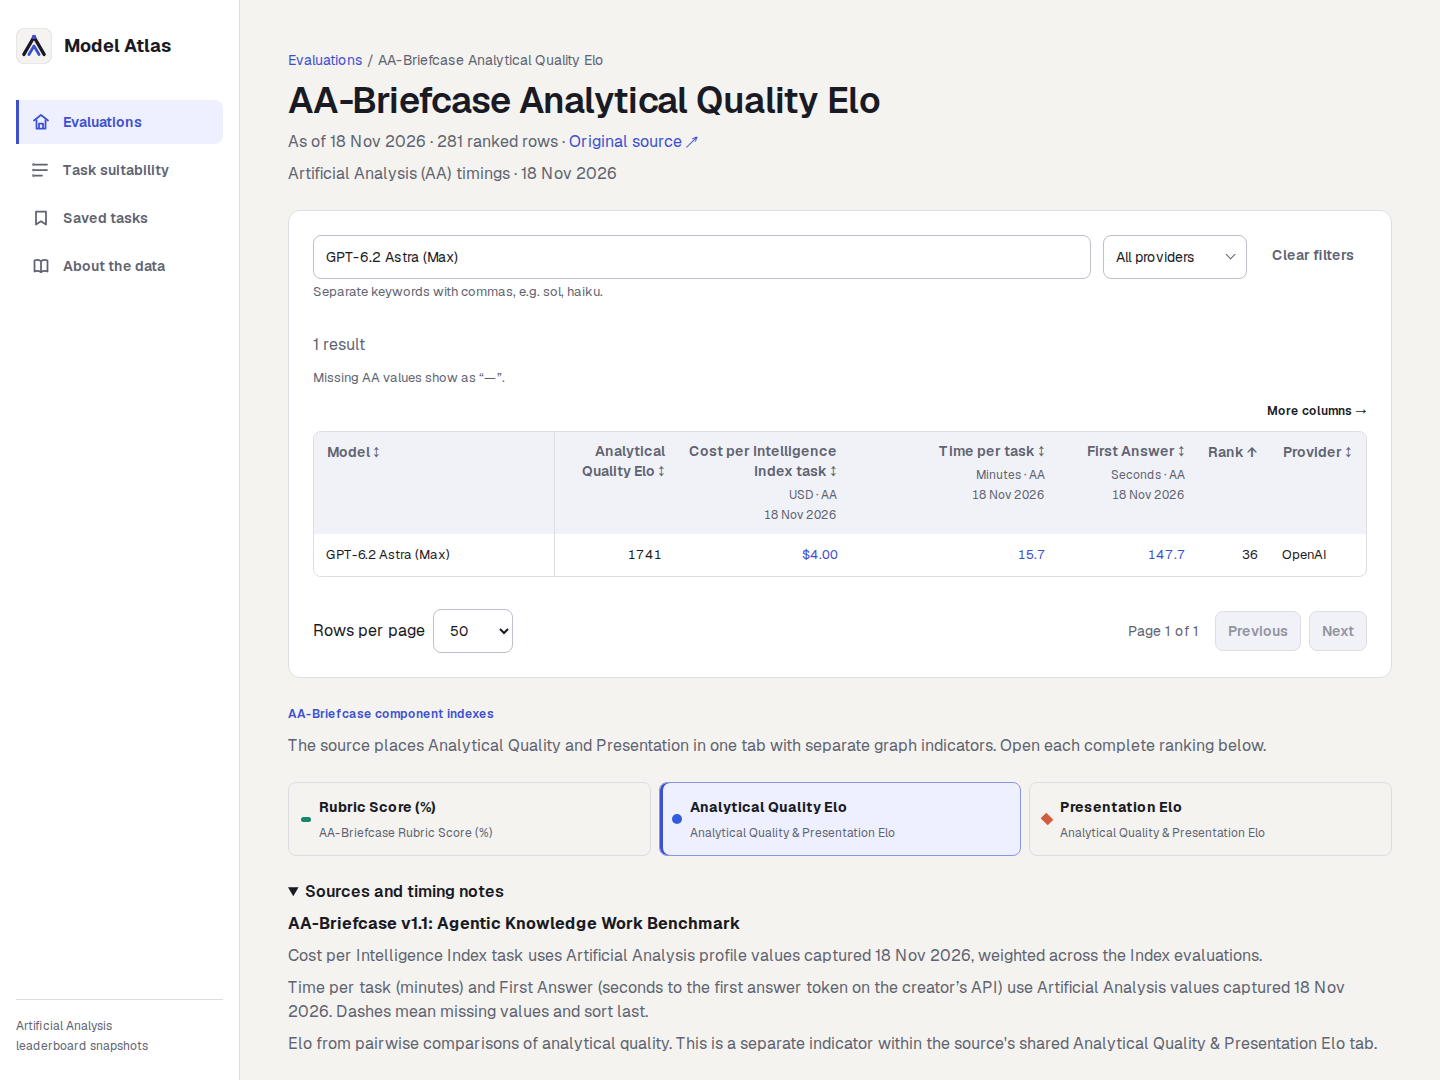 Model Atlas
Evaluations
Task suitability
Saved tasks
About the data
Artificial Analysis
leaderboard snapshots
Evaluations / AA-Briefcase Analytical Quality Elo
AA-Briefcase Analytical Quality Elo
As of 18 Nov 2026 · 281 ranked rows · Original source ↗
Artificial Analysis (AA) timings · 18 Nov 2026
GPT-6.2 Astra (Max)
All providers
Clear filters
Separate keywords with commas, e.g. sol, haiku.
1 result
Missing AA values show as “—”.
More columns →
Model ↕
Analytical
Quality Elo ↕
Cost per Intelligence
Index task ↕
USD · AA
18 Nov 2026
Time per task ↕
Minutes · AA
18 Nov 2026
First Answer ↕
Seconds · AA
18 Nov 2026
Rank ↑
Provider ↕
GPT-6.2 Astra (Max) 1741 $4.00 15.7 147.7 36 OpenAI
Rows per page 50
Page 1 of 1
Previous
Next
AA-Briefcase component indexes
The source places Analytical Quality and Presentation in one tab with separate graph indicators. Open each complete ranking below.
Rubric Score (%)
AA-Briefcase Rubric Score (%)
Analytical Quality Elo
Analytical Quality & Presentation Elo
Presentation Elo
Analytical Quality & Presentation Elo
▼ Sources and timing notes
AA-Briefcase v1.1: Agentic Knowledge Work Benchmark
Cost per Intelligence Index task uses Artificial Analysis profile values captured 18 Nov 2026, weighted across the Index evaluations.
Time per task (minutes) and First Answer (seconds to the first answer token on the creator’s API) use Artificial Analysis values captured 18 Nov
2026. Dashes mean missing values and sort last.
Elo from pairwise comparisons of analytical quality. This is a separate indicator within the source's shared Analytical Quality & Presentation Elo tab.